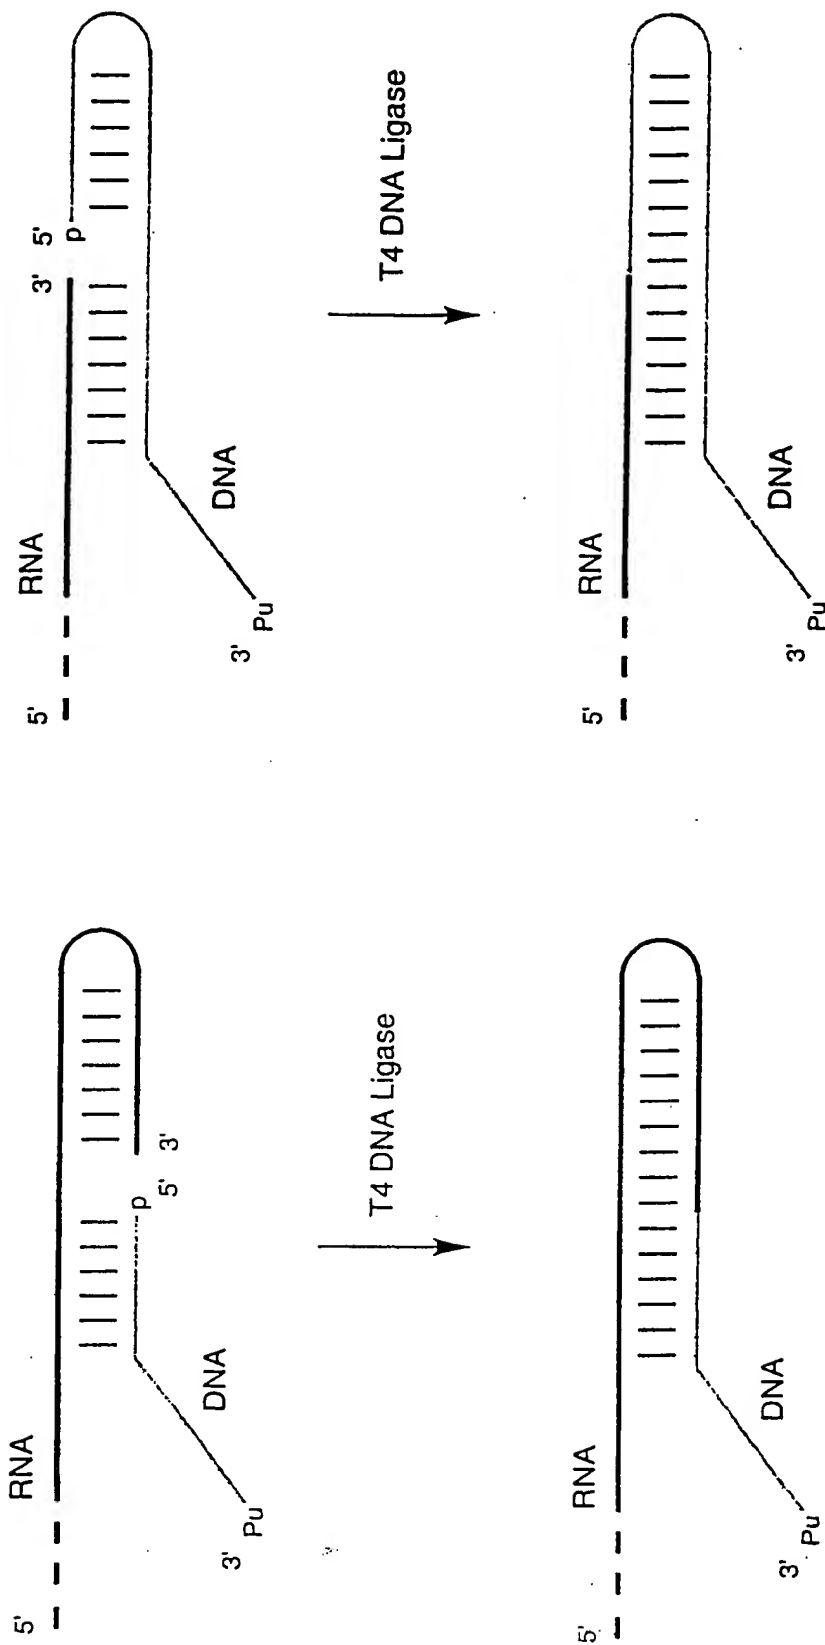 5'
RNA
3'
5'
p
DNA
3'
Pu
T4 DNA Ligase
5'
RNA
DNA
3'
Pu
5'
RNA
p
5'
3'
DNA
3'
Pu
T4 DNA Ligase
5'
RNA
DNA
3'
Pu